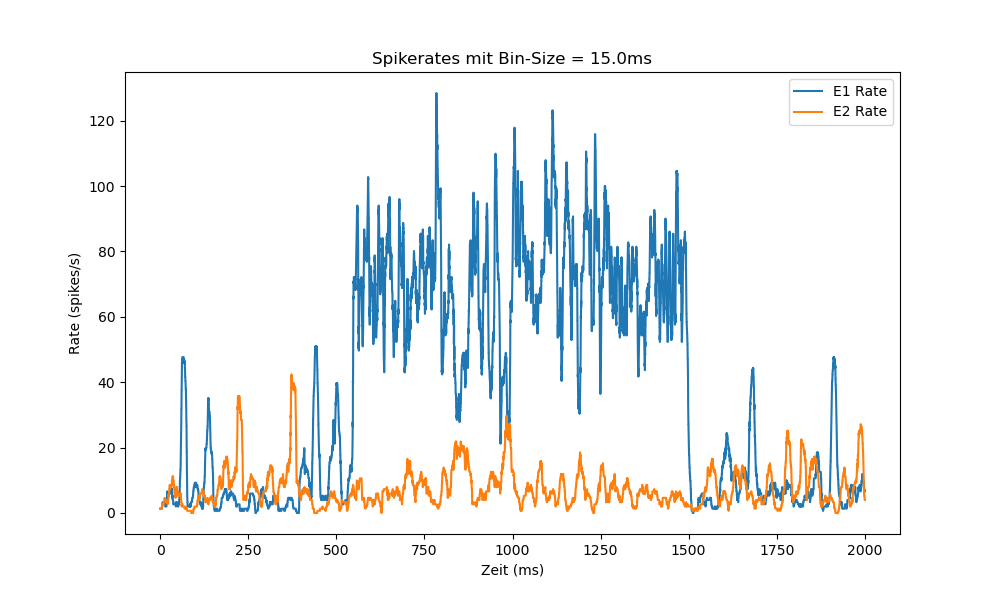 Spikerates mit Bin-Size = 15.0ms
E1 Rate
E2 Rate
Rate (spikes/s)
120
100
80
60
40
20
0
0 250 500 750 1000 1250 1500 1750 2000
Zeit (ms)